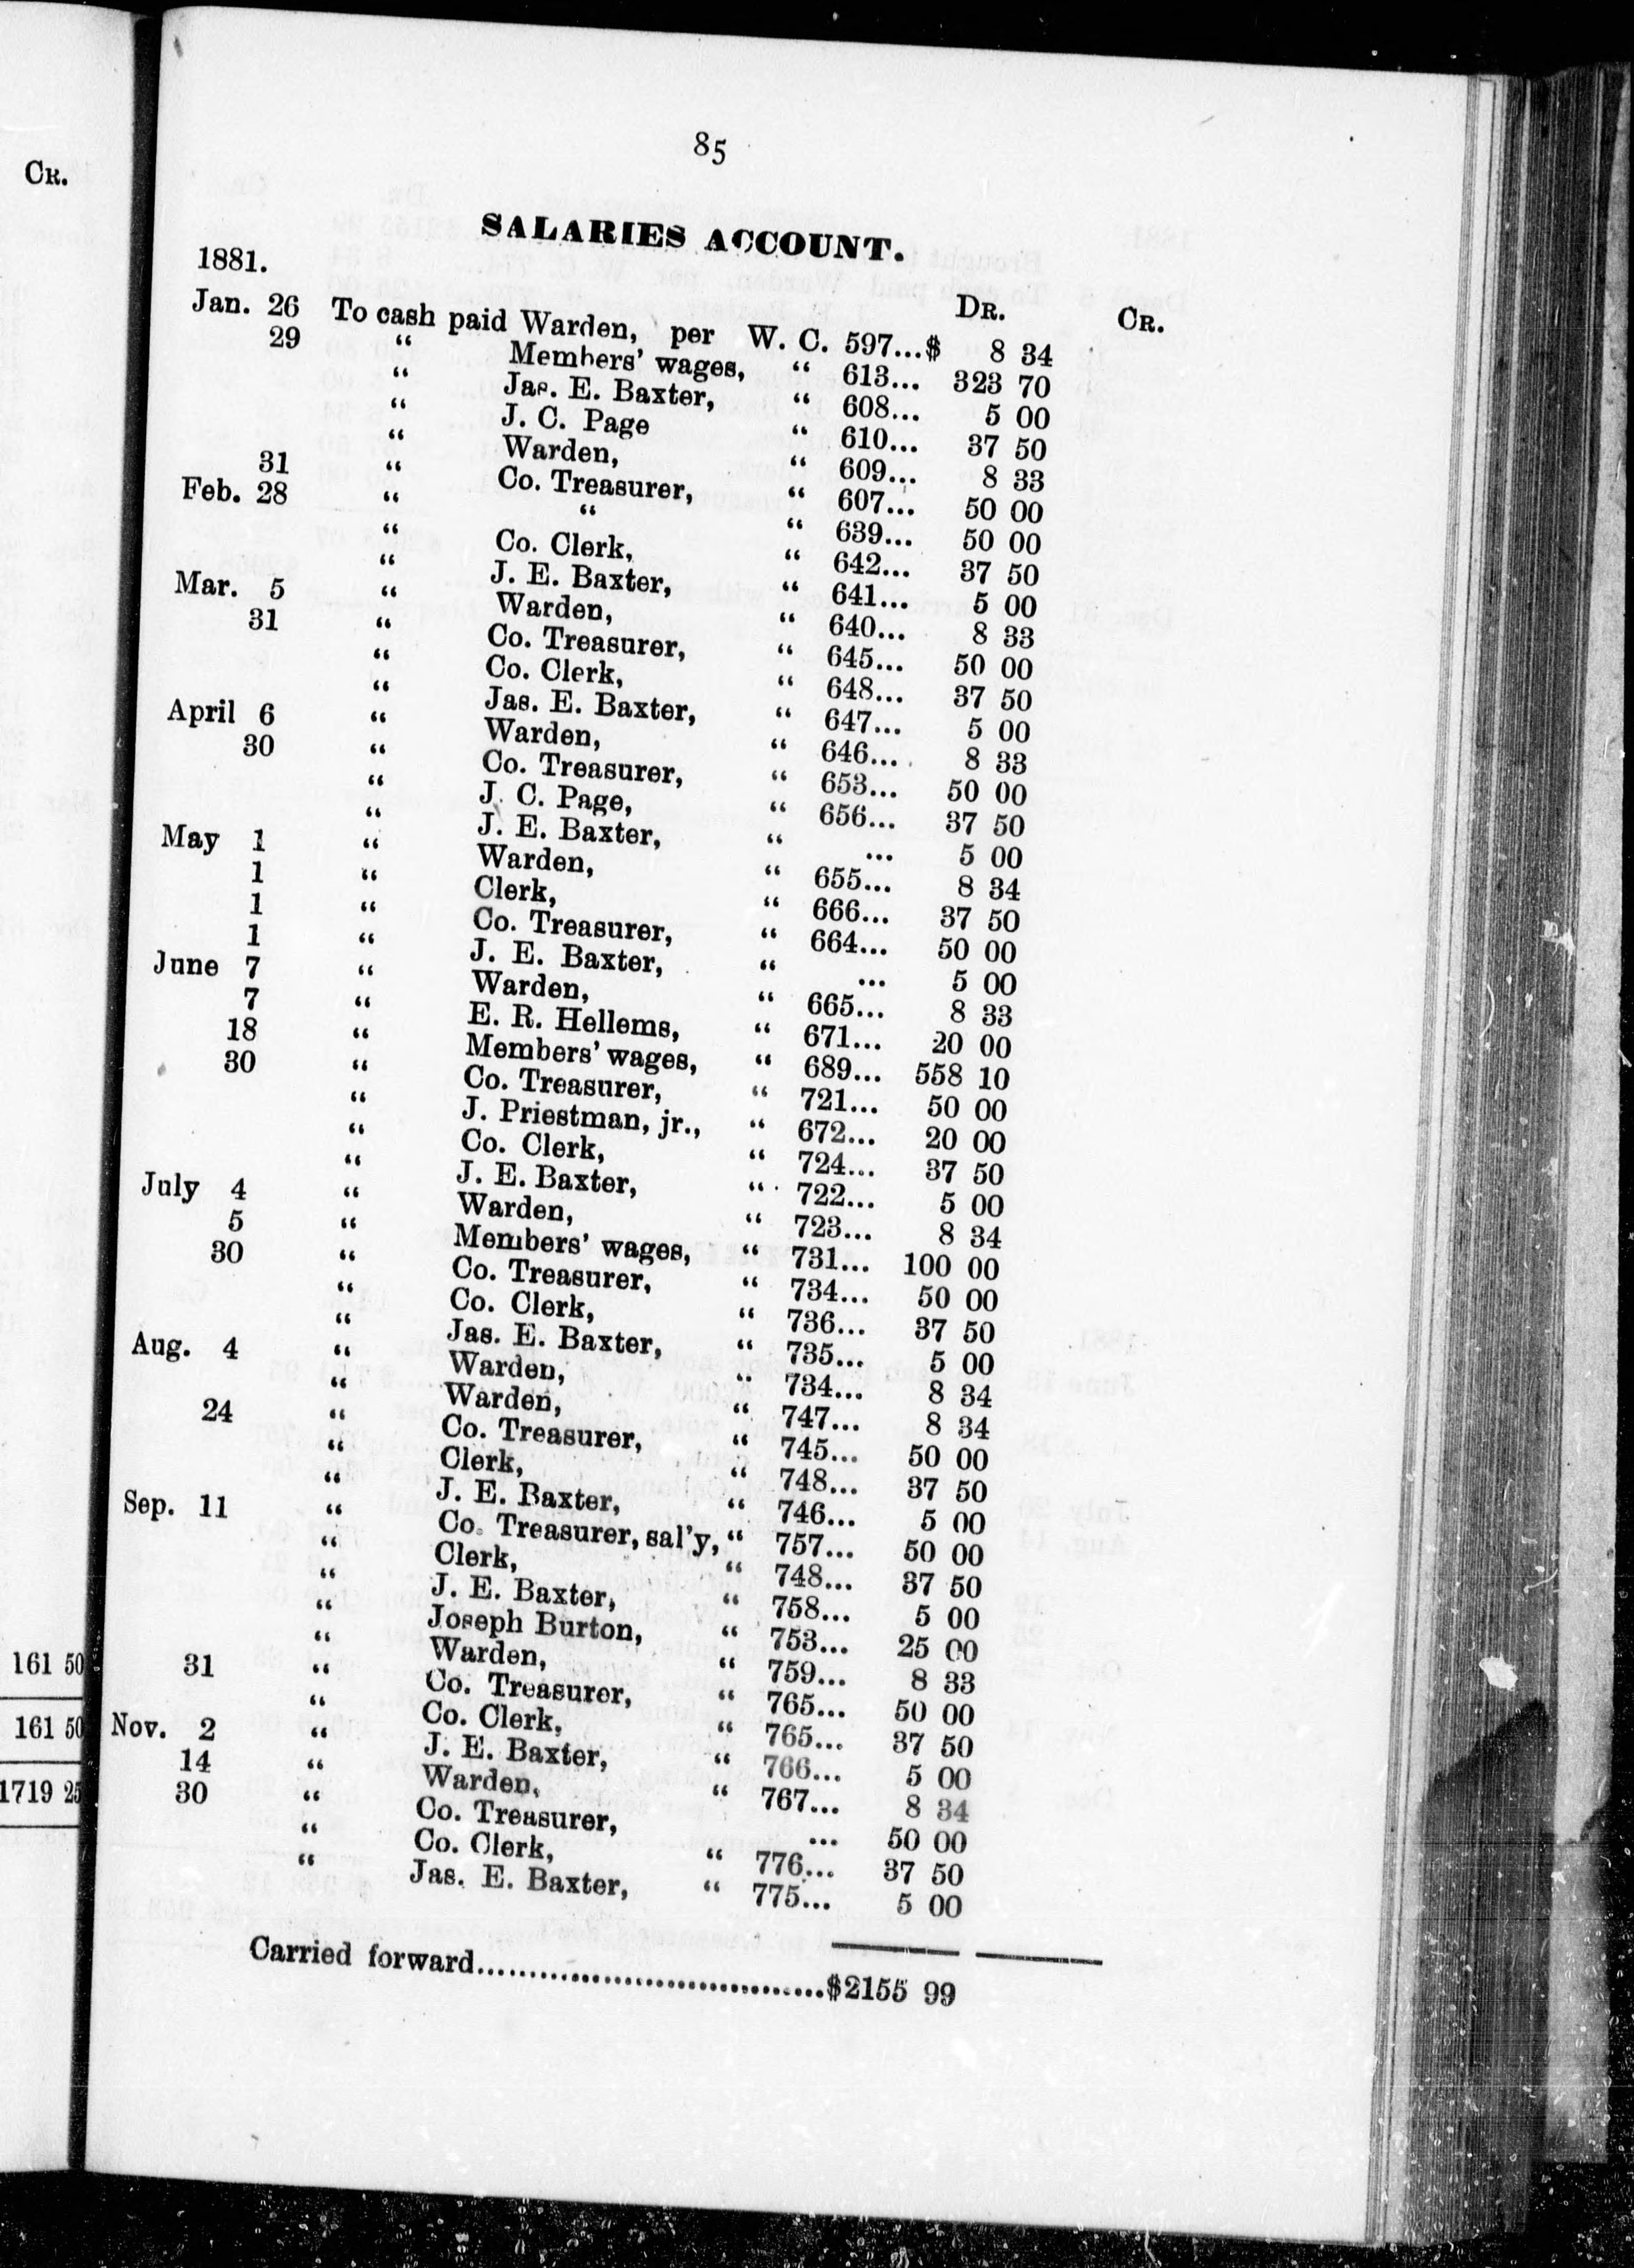 CR.
161 50
161 50
1719 25
85
SALARIES ACCOUNT.
1881.
DR. CR.
Jan. 26 To cash paid Warden, per W. C. 597...$ 8 34
29 “ Members’ wages, “ 613... 323 70
“ Jas. E. Baxter, “ 608... 5 00
“ J. C. Page “ 610... 37 50
“ Warden, “ 609... 8 33
31 “ Co. Treasurer, “ 607... 50 00
Feb. 28 “ “ “ 639... 50 00
“ Co. Clerk, “ 642... 37 50
“ J. E. Baxter, “ 641... 5 00
Mar. 5 “ Warden, “ 640... 8 33
31 “ Co. Treasurer, “ 645... 50 00
“ Co. Clerk, “ 648... 37 50
“ Jas. E. Baxter, “ 647... 5 00
April 6 “ Warden, “ 646... 8 33
30 “ Co. Treasurer, “ 653... 50 00
“ J. C. Page, “ 656... 37 50
“ J. E. Baxter, “ ... 5 00
May 1 “ Warden, “ 655... 8 34
1 “ Clerk, “ 666... 37 50
1 “ Co. Treasurer, “ 664... 50 00
1 “ J. E. Baxter, “ ... 5 00
June 7 “ Warden, “ 665... 8 33
7 “ E. R. Hellems, “ 671... 20 00
18 “ Members’ wages, “ 689... 558 10
30 “ Co. Treasurer, “ 721... 50 00
“ J. Priestman, jr., “ 672... 20 00
“ Co. Clerk, “ 724... 37 50
“ J. E. Baxter, “ 722... 5 00
July 4 “ Warden, “ 723... 8 34
5 “ Members’ wages, “ 731... 100 00
30 “ Co. Treasurer, “ 734... 50 00
“ Co. Clerk, “ 736... 37 50
“ Jas. E. Baxter, “ 735... 5 00
Aug. 4 “ Warden, “ 734... 8 34
“ Warden, “ 747... 8 34
24 “ Co. Treasurer, “ 745... 50 00
“ Clerk, “ 748... 37 50
“ J. E. Baxter, “ 746... 5 00
Sep. 11 “ Co. Treasurer, sal’y, “ 757... 50 00
“ Clerk, “ 748... 37 50
“ J. E. Baxter, “ 758... 5 00
“ Joseph Burton, “ 753... 25 00
“ Warden, “ 759... 8 33
31 “ Co. Treasurer, “ 765... 50 00
“ Co. Clerk, “ 765... 37 50
Nov. 2 “ J. E. Baxter, “ 766... 5 00
14 “ Warden, “ 767... 8 34
30 “ Co. Treasurer, ... 50 00
“ Co. Clerk, “ 776... 37 50
“ Jas. E. Baxter, “ 775... 5 00
Carried forward..................................$2155 99